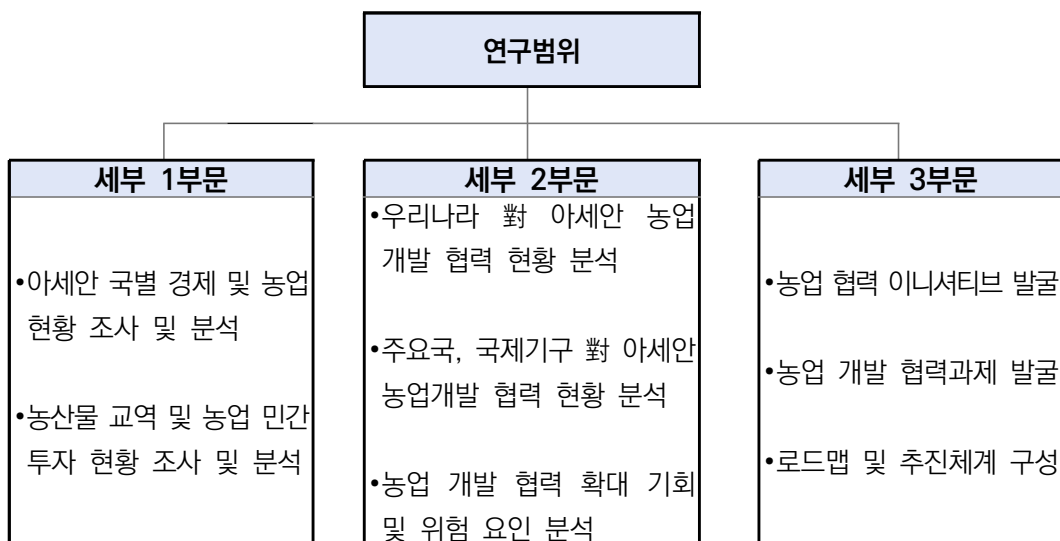 연구범위
세부 1부문
•아세안 국별 경제 및 농업
현황 조사 및 분석
•농산물 교역 및 농업 민간
투자 현황 조사 및 분석
세부 2부문
•우리나라 對 아세안 농업
개발 협력 현황 분석
•주요국, 국제기구 對 아세안
농업개발 협력 현황 분석
•농업 개발 협력 확대 기회
및 위험 요인 분석
세부 3부문
•농업 협력 이니셔티브 발굴
•농업 개발 협력과제 발굴
•로드맵 및 추진체계 구성